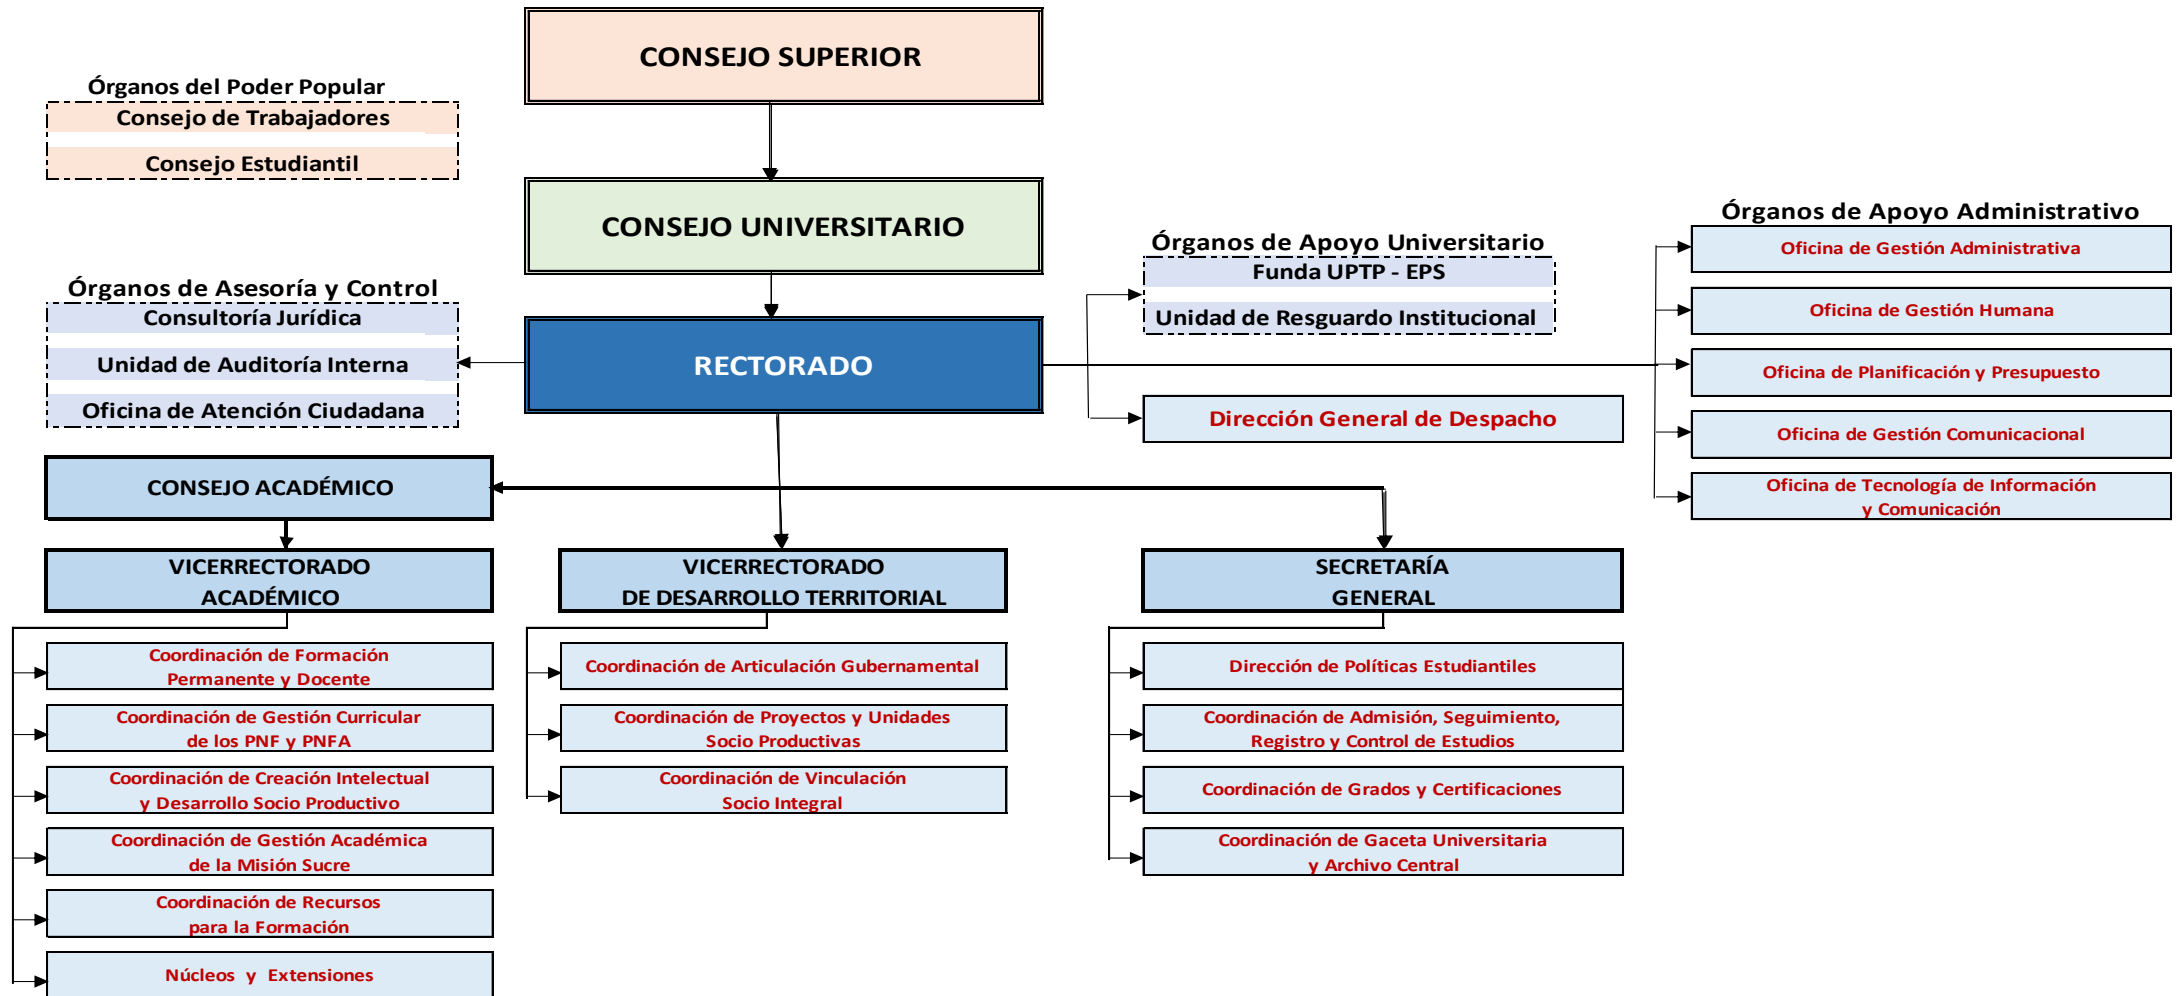 CONSEJO SUPERIOR
Órganos del Poder Popular
Consejo de Trabajadores
Consejo Estudiantil
CONSEJO UNIVERSITARIO
Órganos de Apoyo Universitario
Funda UPTP - EPS
Unidad de Resguardo Institucional
Órganos de Apoyo Administrativo
Oficina de Gestión Administrativa
Oficina de Gestión Humana
Oficina de Planificación y Presupuesto
Oficina de Gestión Comunicacional
Oficina de Tecnología de Información
y Comunicación
Órganos de Asesoría y Control
Consultoría Jurídica
Unidad de Auditoría Interna
Oficina de Atención Ciudadana
RECTORADO
Dirección General de Despacho
CONSEJO ACADÉMICO
VICERRECTORADO
ACADÉMICO
Coordinación de Formación
Permanente y Docente
Coordinación de Gestión Curricular
de los PNF y PNFA
Coordinación de Creación Intelectual
y Desarrollo Socio Productivo
Coordinación de Gestión Académica
de la Misión Sucre
Coordinación de Recursos
para la Formación
Núcleos y Extensiones
VICERRECTORADO
DE DESARROLLO TERRITORIAL
Coordinación de Articulación Gubernamental
Coordinación de Proyectos y Unidades
Socio Productivas
Coordinación de Vinculación
Socio Integral
SECRETARÍA
GENERAL
Dirección de Políticas Estudiantiles
Coordinación de Admisión, Seguimiento,
Registro y Control de Estudios
Coordinación de Grados y Certificaciones
Coordinación de Gaceta Universitaria
y Archivo Central